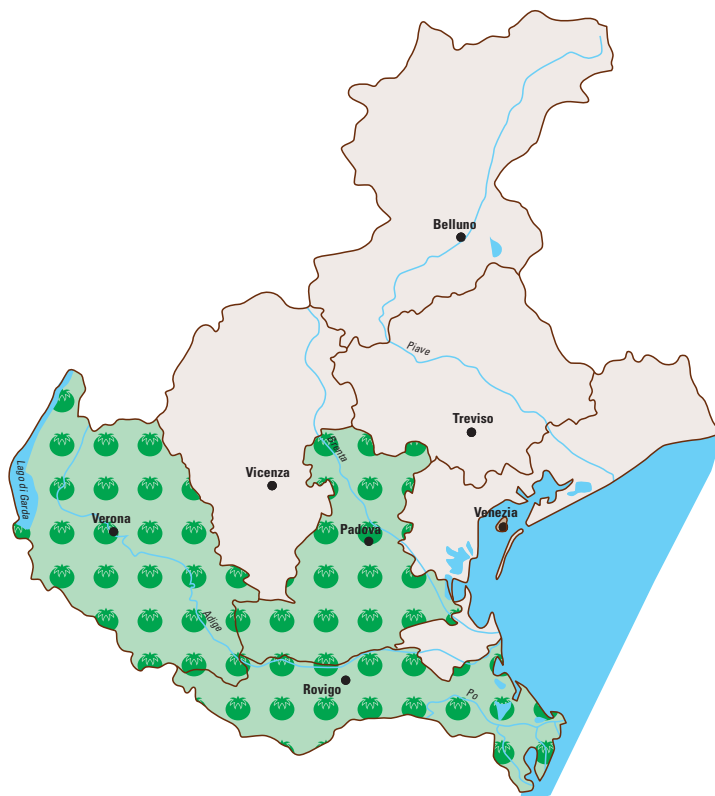 Belluno
Piave
Treviso
Brenta
Vicenza
Lago di Garda
Verona
Venezia
Padova
Adige
Rovigo
Po